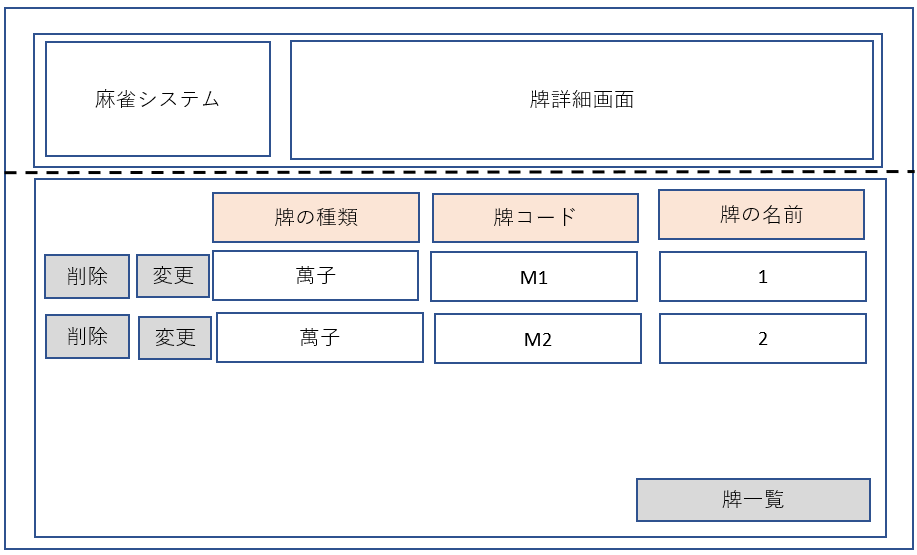 麻雀システム
牌詳細画面
牌の種類 牌コード 牌の名前
削除 変更 萬子 M1 1
削除 変更 萬子 M2 2
牌一覧